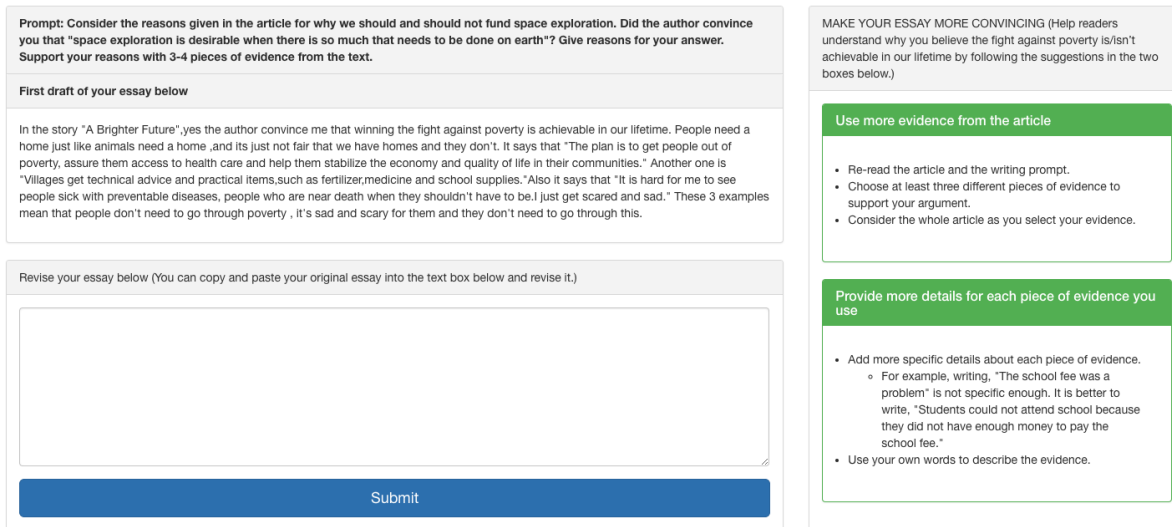 Prompt: Consider the reasons given in the article for why we should and should not fund space exploration. Did the author convince
you that "space exploration is desirable when there is so much that needs to be done on earth"? Give reasons for your answer.
Support your reasons with 3-4 pieces of evidence from the text.
First draft of your essay below
In the story "A Brighter Future",yes the author convince me that winning the fight against poverty is achievable in our lifetime. People need a
home just like animals need a home ,and its just not fair that we have homes and they don't. It says that "The plan is to get people out of
poverty, assure them access to health care and help them stabilize the economy and quality of life in their communities." Another one is
"Villages get technical advice and practical items,such as fertilizer,medicine and school supplies."Also it says that "It is hard for me to see
people sick with preventable diseases, people who are near death when they shouldn't have to be.I just get scared and sad." These 3 examples
mean that people don't need to go through poverty , it's sad and scary for them and they don't need to go through this.
Revise your essay below (You can copy and paste your original essay into the text box below and revise it.)
Submit
MAKE YOUR ESSAY MORE CONVINCING (Help readers
understand why you believe the fight against poverty is/isn't
achievable in our lifetime by following the suggestions in the two
boxes below.)
Use more evidence from the article
• Re-read the article and the writing prompt.
• Choose at least three different pieces of evidence to
support your argument.
• Consider the whole article as you select your evidence.
Provide more details for each piece of evidence you
use
• Add more specific details about each piece of evidence.
◦ For example, writing, "The school fee was a
problem" is not specific enough. It is better to
write, "Students could not attend school because
they did not have enough money to pay the
school fee."
• Use your own words to describe the evidence.